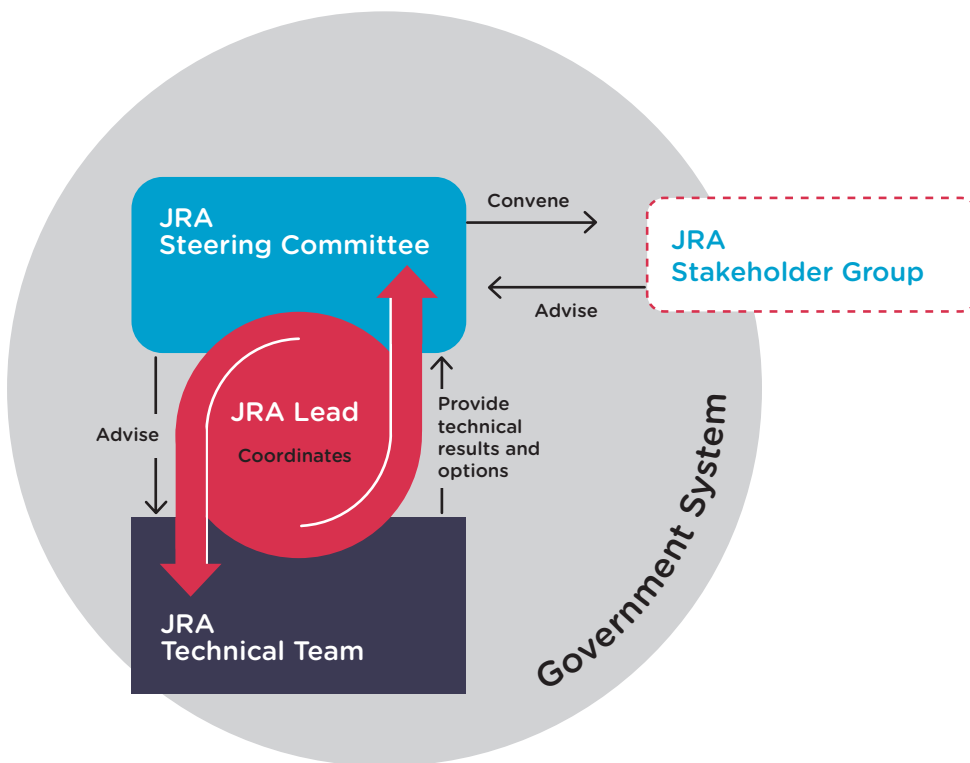 JRA
Steering Committee
Convene
JRA
Stakeholder Group
Advise
Advise
JRA Lead
Coordinates
Provide
technical
results and
options
JRA
Technical Team
Government System